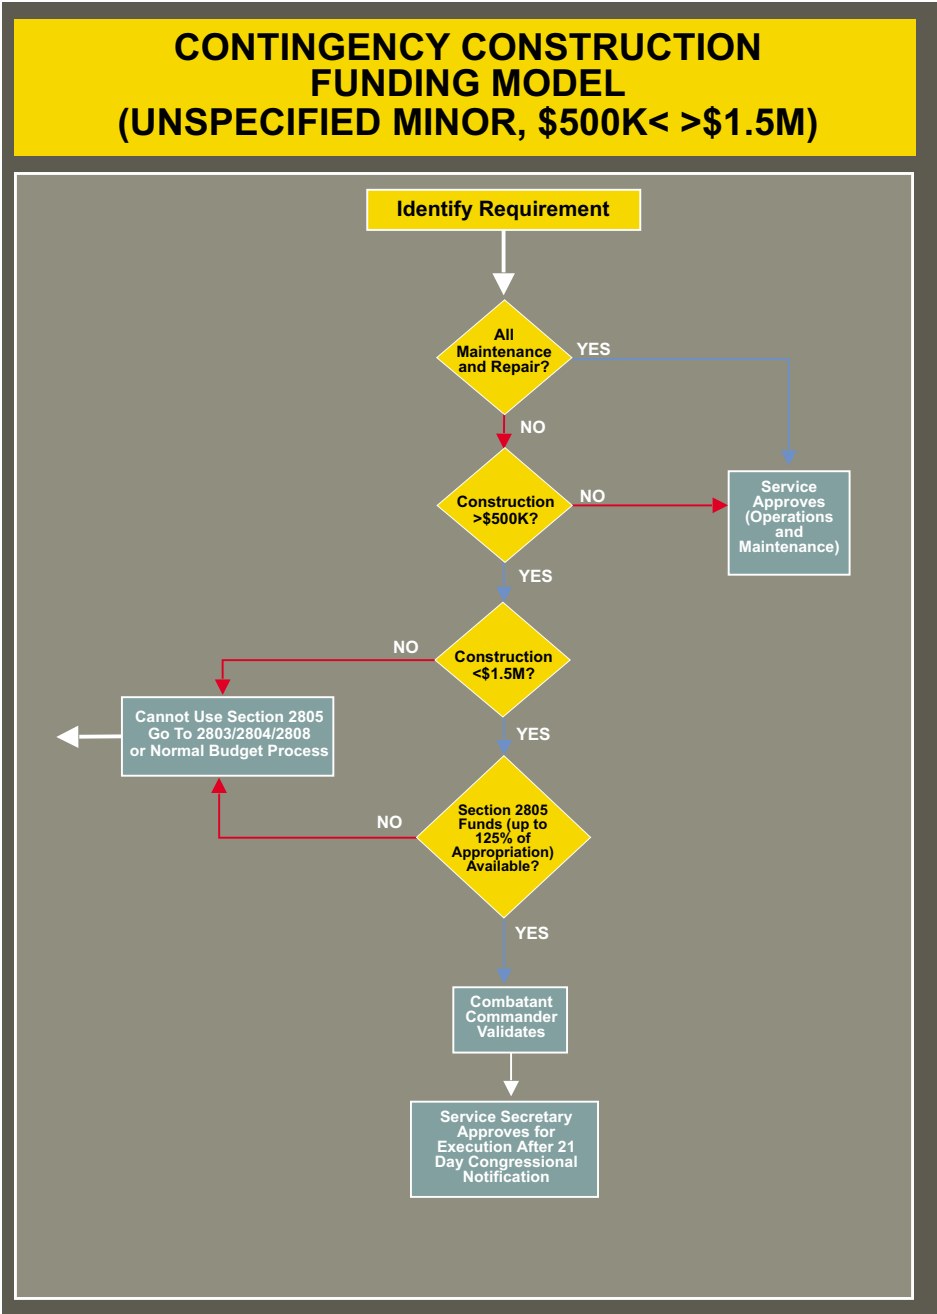 CONTINGENCY CONSTRUCTION
FUNDING MODEL
(UNSPECIFIED MINOR, $500K< >$1.5M)
Identify Requirement
All
Maintenance
and Repair?
YES
NO
Construction
>$500K?
NO
Service
Approves
(Operations
and
Maintenance)
YES
Construction
<$1.5M?
NO
Cannot Use Section 2805
Go To 2803/2804/2808
or Normal Budget Process
YES
Section 2805
Funds (up to
125% of
Appropriation)
Available?
NO
YES
Combatant
Commander
Validates
Service Secretary
Approves for
Execution After 21
Day Congressional
Notification